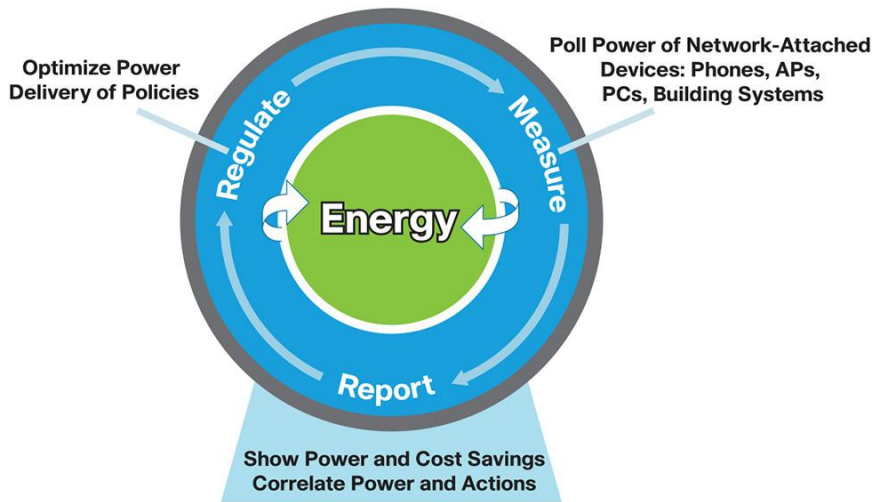 Optimize Power
Delivery of Policies
Poll Power of Network-Attached
Devices: Phones, APs,
PCs, Building Systems
Regulate
Measure
Energy
Report
Show Power and Cost Savings
Correlate Power and Actions